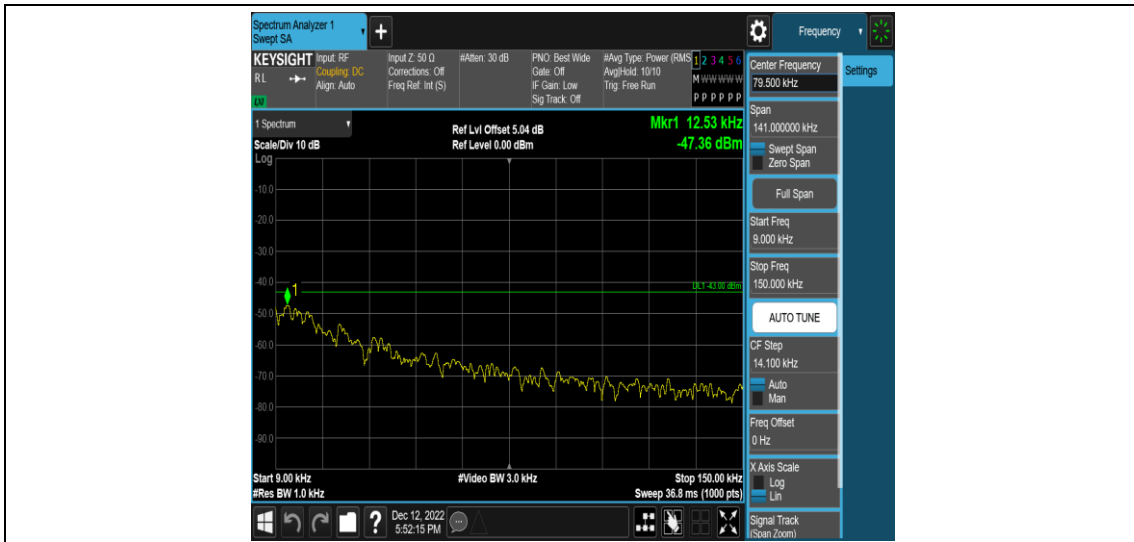 Spectrum Analyzer 1
Swept SA
Frequency
KEYSIGHT
RL
LXI
Input: RF
Coupling: DC
Align: Auto
Input Z: 50 Ω
Corrections: Off
Freq Ref: Int (S)
#Atten: 30 dB
PNO: Best Wide
Gate: Off
IF Gain: Low
Sig Track: Off
#Avg Type: Power (RMS
Avg|Hold: 10/10
Trig: Free Run
1 2 3 4 5 6
M W W W W W
P P P P P P
1 Spectrum
Scale/Div 10 dB
Ref Lvl Offset 5.04 dB
Ref Level 0.00 dBm
Mkr1 12.53 kHz
-47.36 dBm
Log
-10.0
-20.0
-30.0
-40.0
-50.0
-60.0
-70.0
-80.0
-90.0
1
DL1 -43.00 dBm
Start 9.00 kHz
#Res BW 1.0 kHz
#Video BW 3.0 kHz
Stop 150.00 kHz
Sweep 36.8 ms (1000 pts)
Center Frequency
79.500 kHz
Settings
Span
141.000000 kHz
Swept Span
Zero Span
Full Span
Start Freq
9.000 kHz
Stop Freq
150.000 kHz
AUTO TUNE
CF Step
14.100 kHz
Auto
Man
Freq Offset
0 Hz
X Axis Scale
Log
Lin
Signal Track
(Span Zoom)
?
Dec 12, 2022
5:52:15 PM